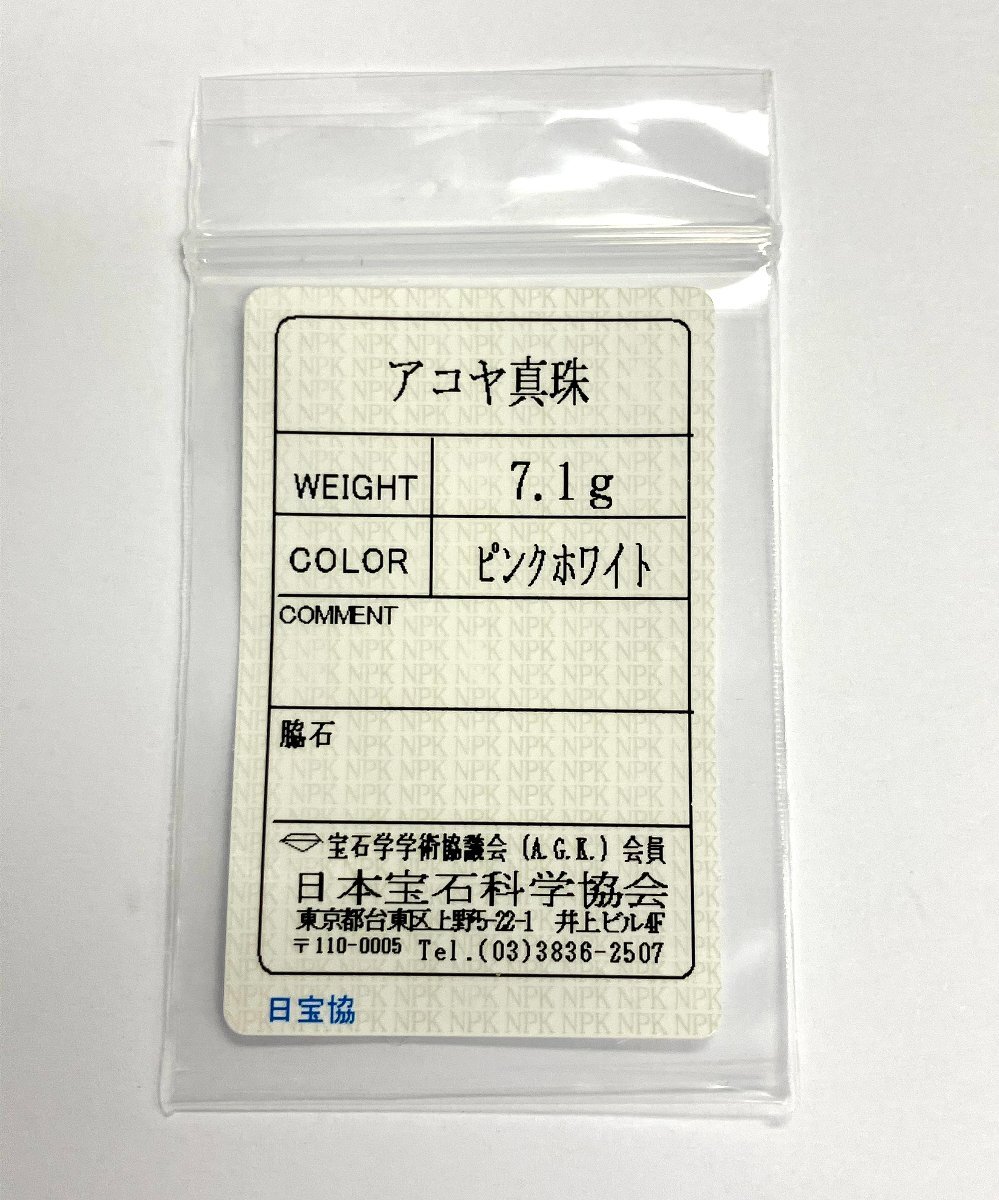 アコヤ真珠
WEIGHT 7.1g
COLOR ピンクホワイト
COMMENT
脇石
宝石学学術協議会 (A.G.K.) 会員
日本宝石科学協会
東京都台東区上野5-22-1 井上ビル4F
〒110-0005 Tel.(03)3836-2507
日宝協